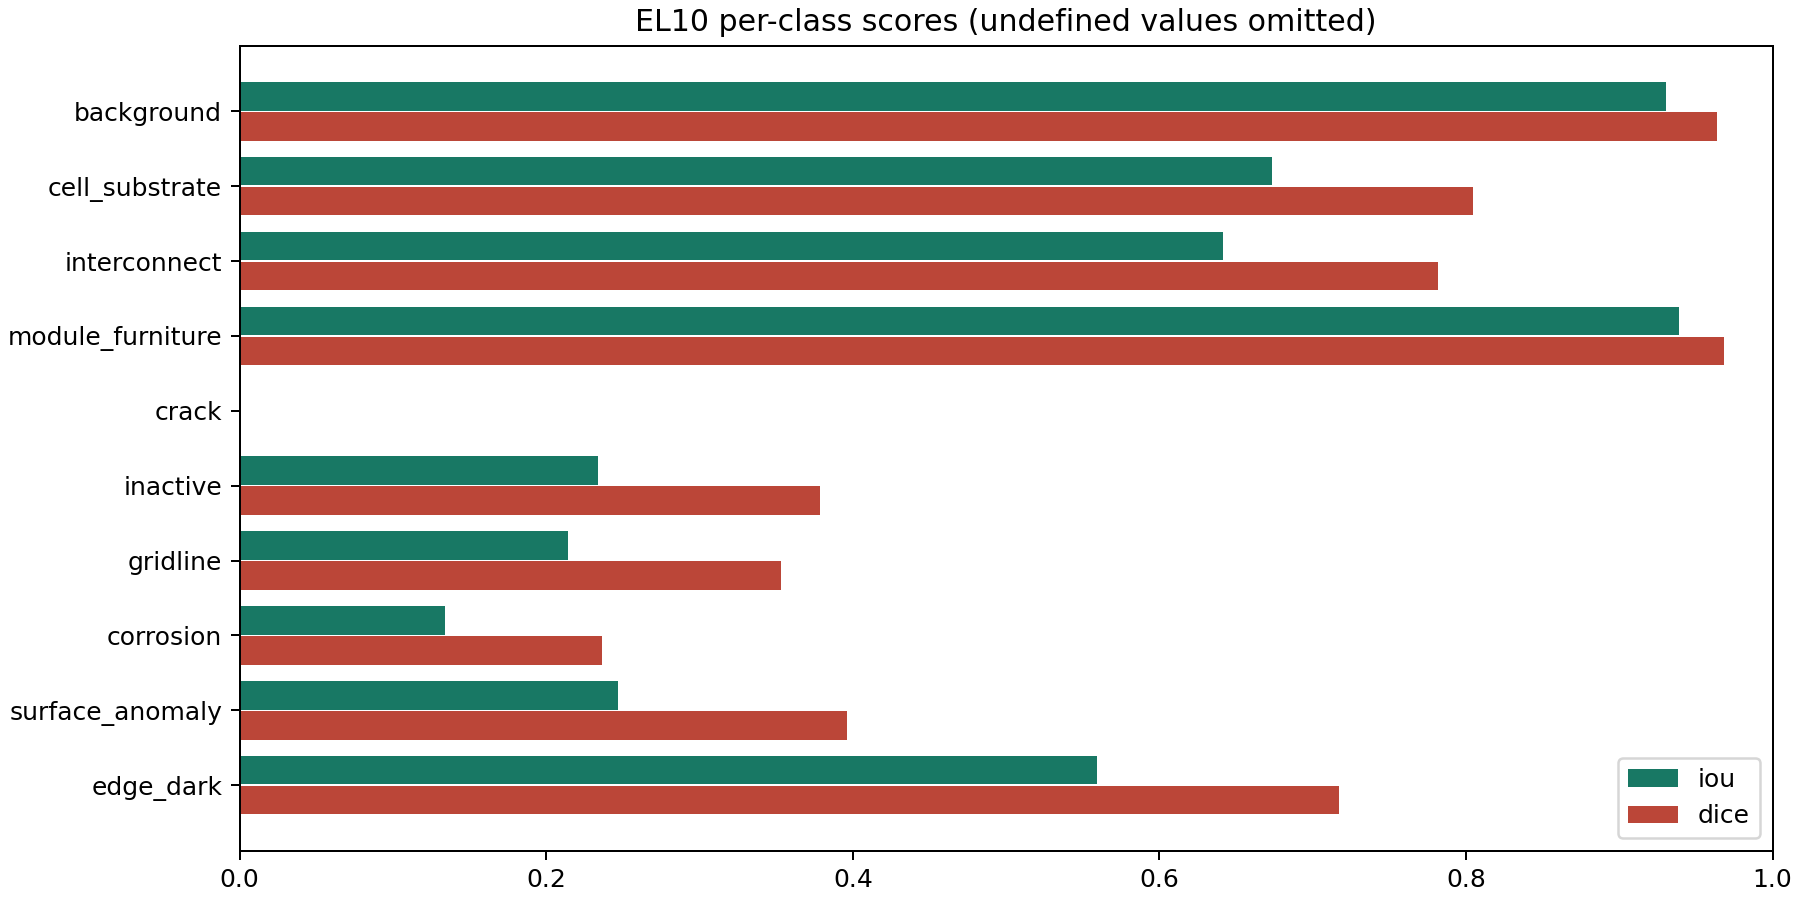 EL10 per-class scores (undefined values omitted)
background
cell_substrate
interconnect
module_furniture
crack
inactive
gridline
corrosion
surface_anomaly
edge_dark
iou
dice
0.0 0.2 0.4 0.6 0.8 1.0